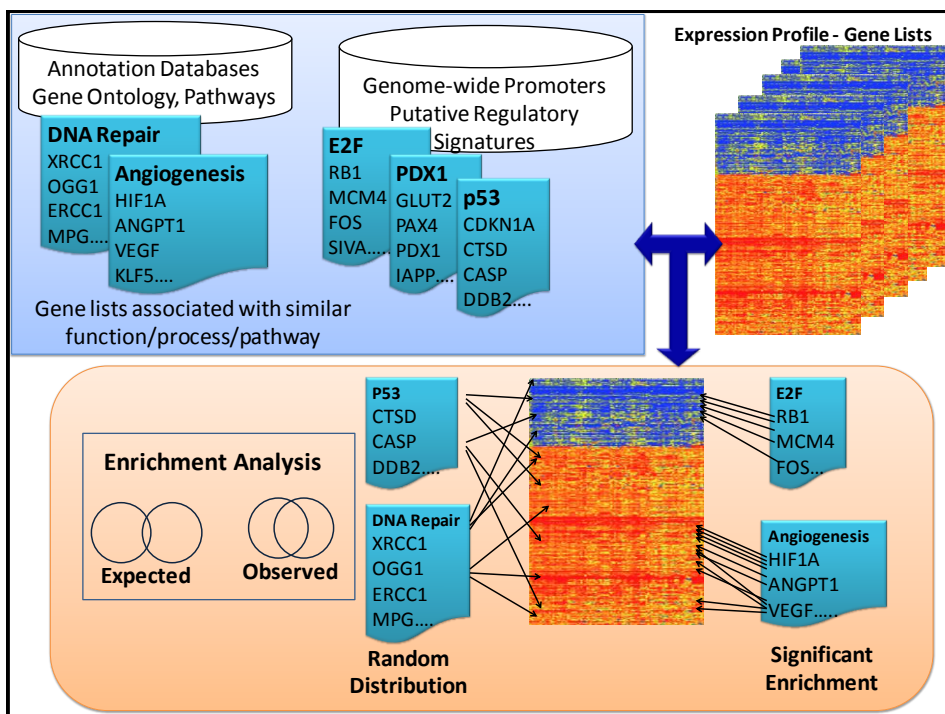 Annotation Databases
Gene Ontology, Pathways
DNA Repair
XRCC1
OGG1
ERCC1
MPG....
Angiogenesis
HIF1A
ANGPT1
VEGF
KLF5....
Genome-wide Promoters
Putative Regulatory
Signatures
E2F
RB1
MCM4
FOS
SIVA.....
PDX1
GLUT2
PAX4
PDX1
IAPP....
p53
CDKN1A
CTSD
CASP
DDB2....
Gene lists associated with similar
function/process/pathway
Expression Profile - Gene Lists
Enrichment Analysis
Expected
Observed
P53
CTSD
CASP
DDB2....
DNA Repair
XRCC1
OGG1
ERCC1
MPG....
Random
Distribution
E2F
RB1
MCM4
FOS...
Angiogenesis
HIF1A
ANGPT1
VEGF.....
Significant
Enrichment